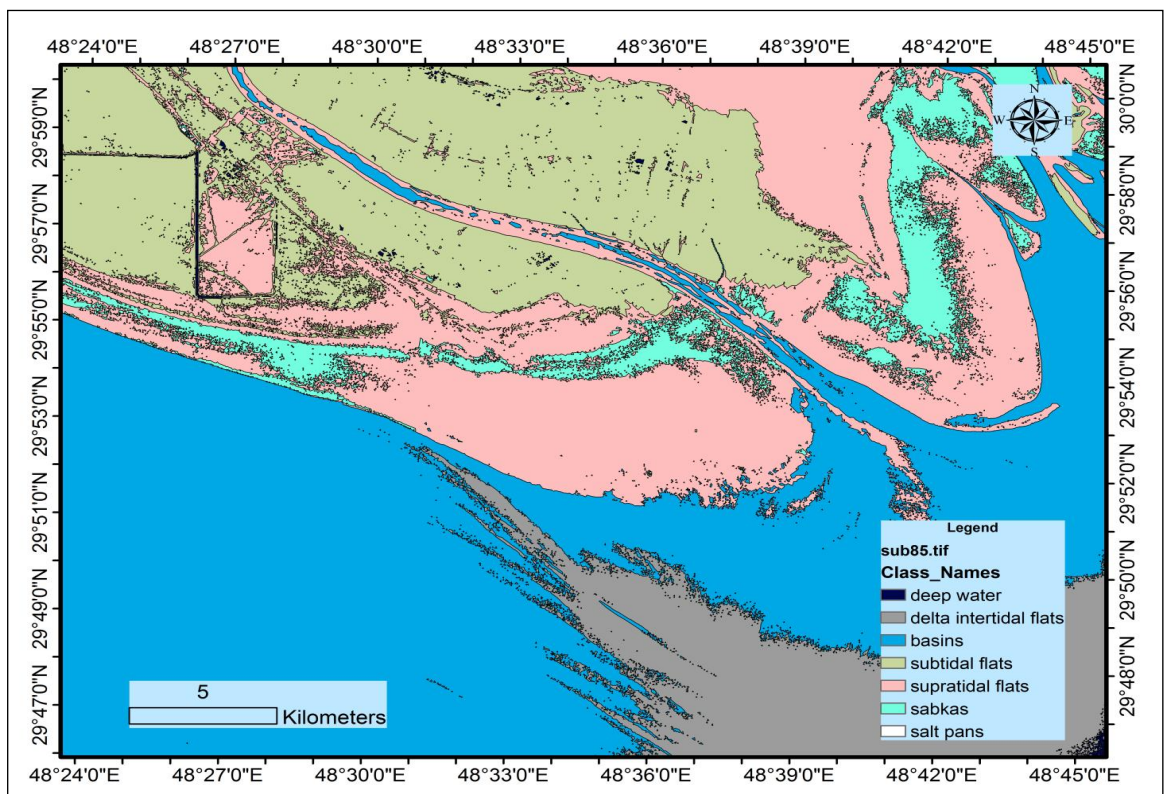 48°24'0"E 48°27'0"E 48°30'0"E 48°33'0"E 48°36'0"E 48°39'0"E 48°42'0"E 48°45'0"E
29°59'0"N
29°57'0"N
29°55'0"N
29°53'0"N
29°51'0"N
29°49'0"N
29°47'0"N
30°0'0"N
29°58'0"N
29°56'0"N
29°54'0"N
29°52'0"N
29°50'0"N
29°48'0"N
N
W E
S
Legend
sub85.tif
Class_Names
deep water
delta intertidal flats
basins
subtidal flats
supratidal flats
sabkas
salt pans
5
Kilometers
48°24'0"E 48°27'0"E 48°30'0"E 48°33'0"E 48°36'0"E 48°39'0"E 48°42'0"E 48°45'0"E